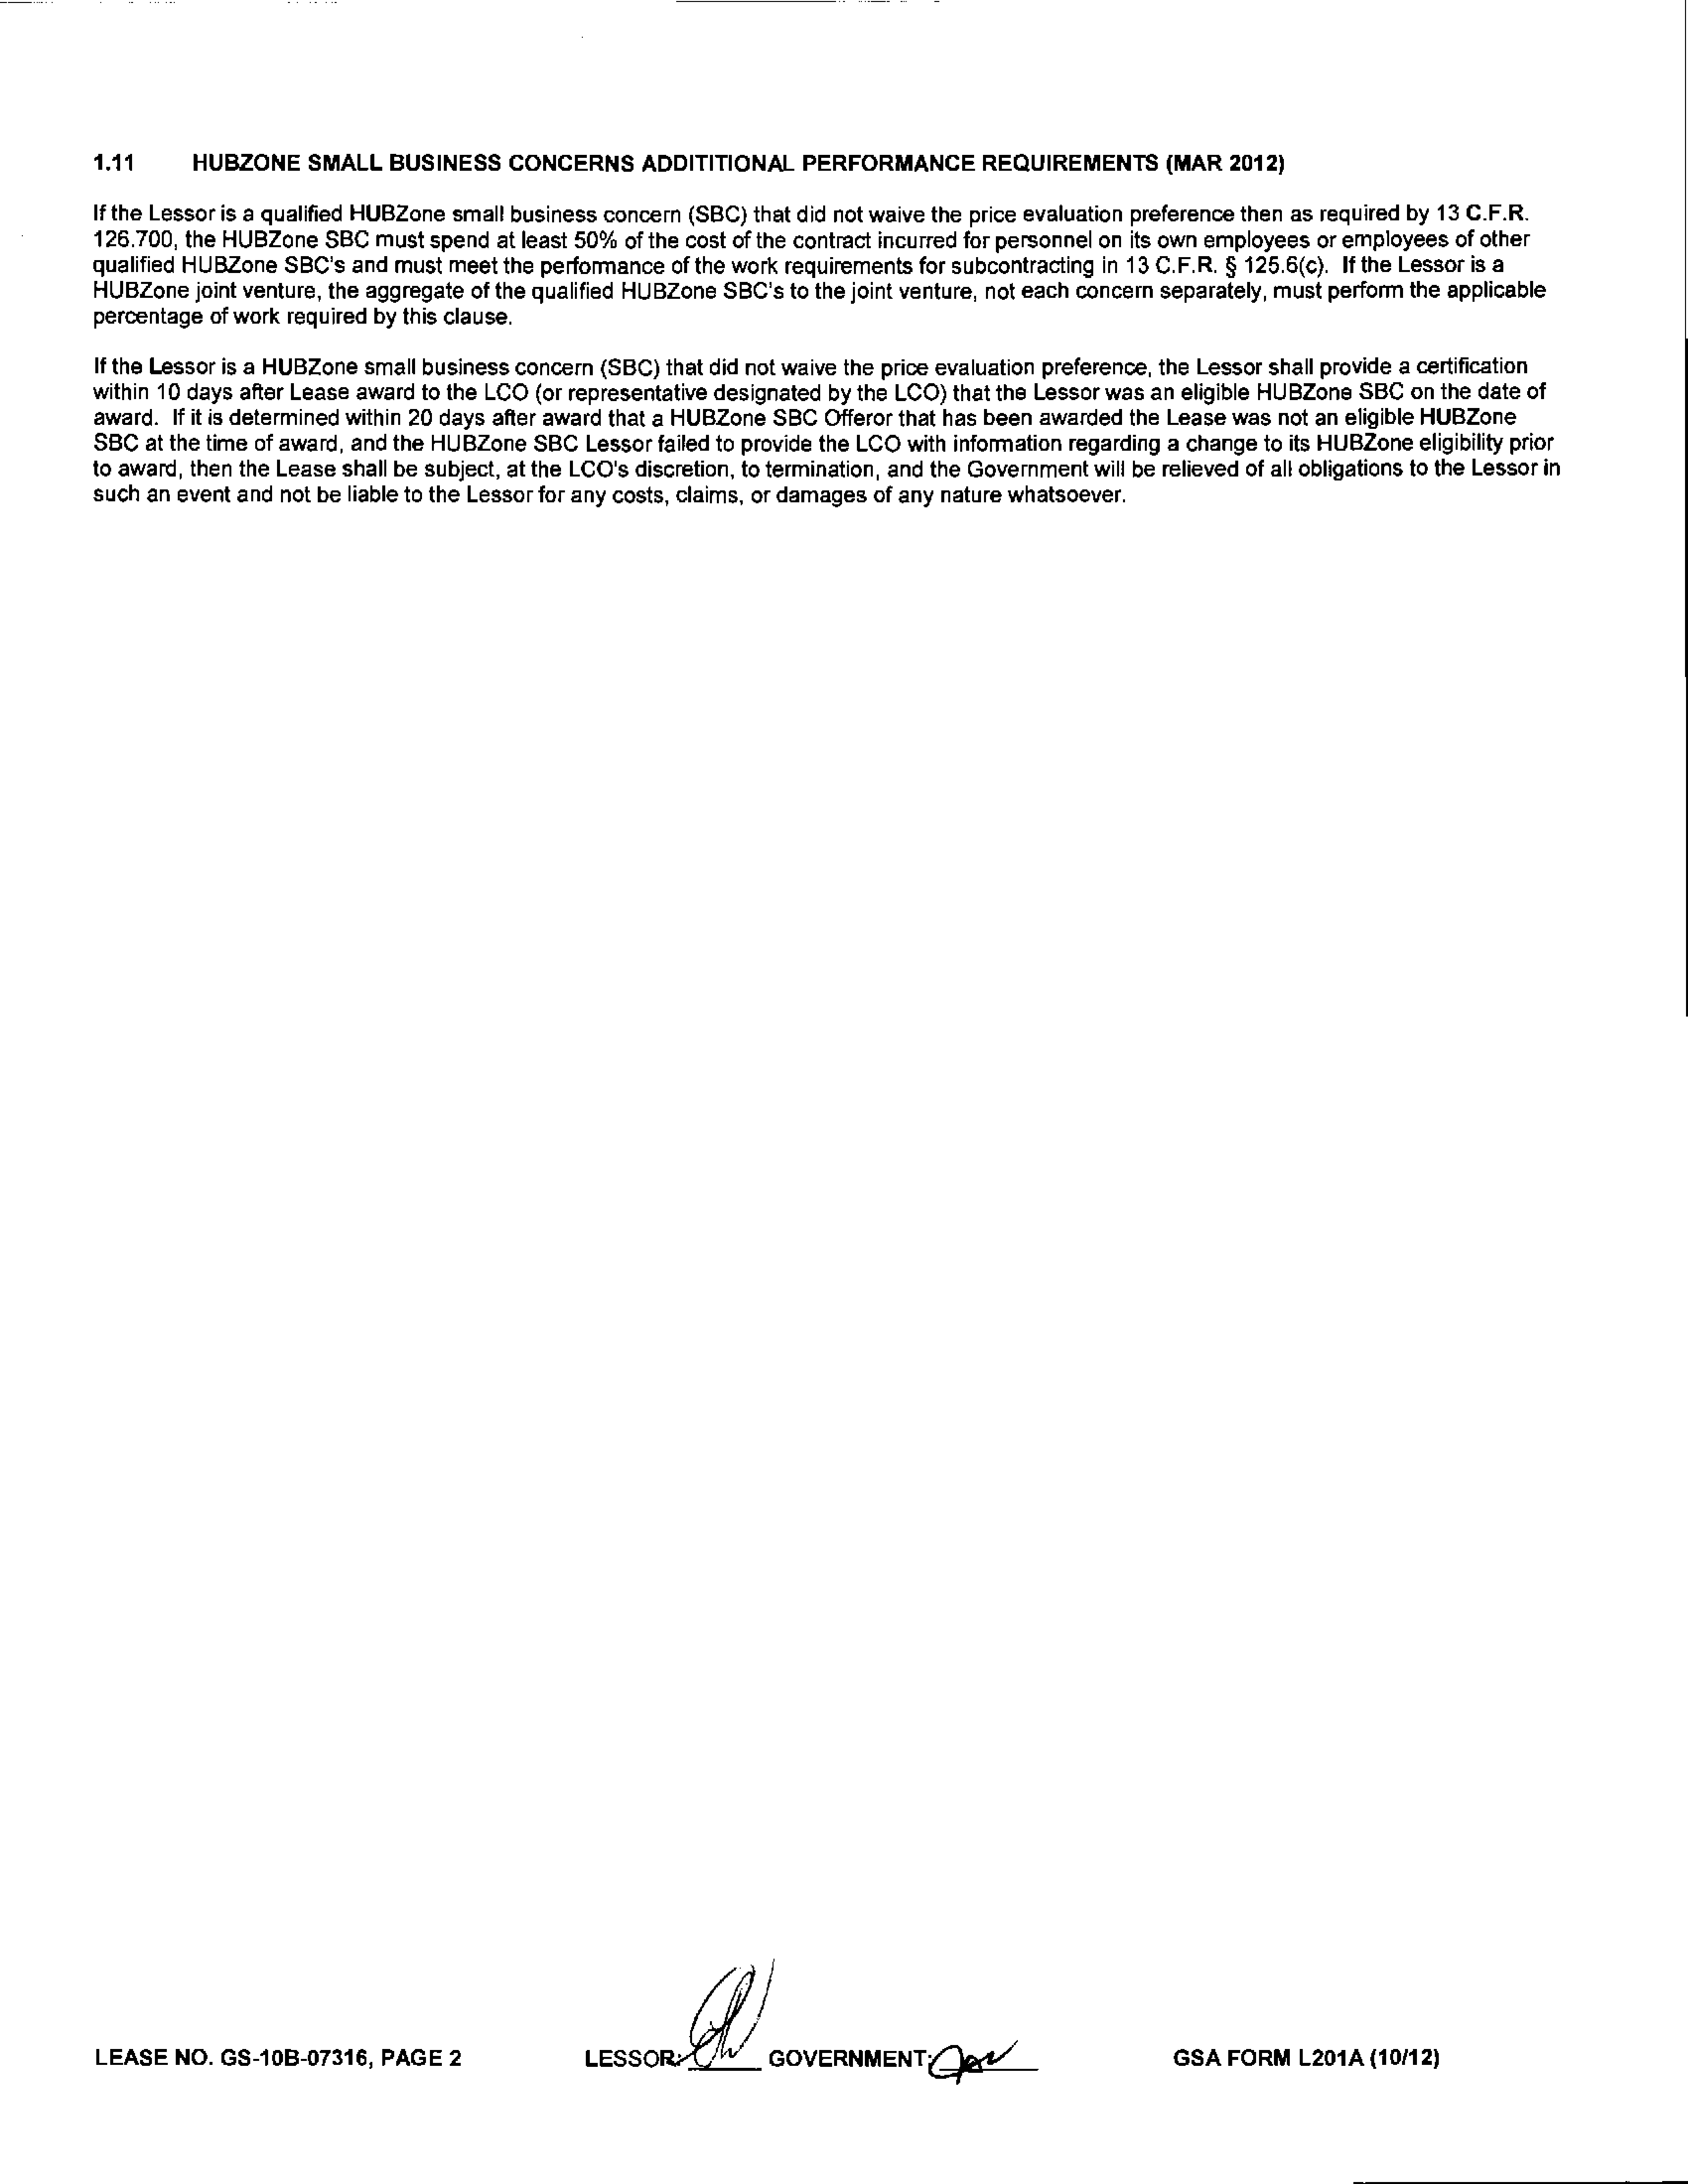 1.11 HUBZONE SMALL BUSINESS CONCERNS ADDITITIONAL PERFORMANCE REQUIREMENTS (MAR 2012)
If the Lessor is a qualified HUBZone small business concern (SBC) that did not waive the price evaluation preference then as required by 13 C.F.R.
126.700, the HUBZone SBC must spend at least 50% of the cost of the contract incurred for personnel on its own employees or employees of other
qualified HUBZone SBC's and must meet the performance of the work requirements for subcontracting in 13 C.F.R. § 125.6(c). If the Lessor is a
HUBZone joint venture, the aggregate of the qualified HUBZone SBC's to the joint venture, not each concern separately, must perform the applicable
percentage of work required by this clause.
If the Lessor is a HUBZone small business concern (SBC) that did not waive the price evaluation preference, the Lessor shall provide a certification
within 10 days after Lease award to the LCO (or representative designated by the LCO) that the Lessor was an eligible HUBZone SBC on the date of
award. If it is determined within 20 days after award that a HUBZone SBC Offeror that has been awarded the Lease was not an eligible HUBZone
SBC at the time of award, and the HUBZone SBC Lessor failed to provide the LCO with information regarding a change to its HUBZone eligibility prior
to award, then the Lease shall be subject, at the LCO's discretion, to termination, and the Government will be relieved of all obligations to the Lessor in
such an event and not be liable to the Lessor for any costs, claims, or damages of any nature whatsoever.
LEASE NO. GS-10B-07316, PAGE 2 LESSOR: GOVERNMENT: GSA FORM L201A (10/12)